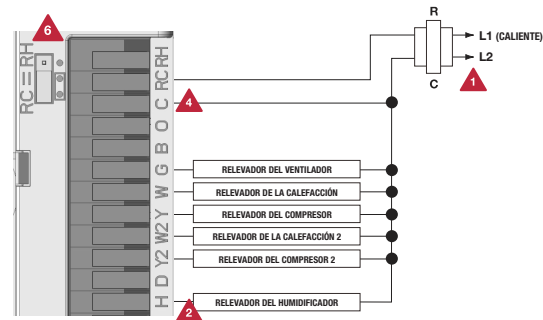 R
L1 (CALIENTE)
L2
1
C
6
RC = RH
RH
RC
C
4
O
B
G
RELEVADOR DEL VENTILADOR
W
RELEVADOR DE LA CALEFACCIÓN
Y
RELEVADOR DEL COMPRESOR
W2
RELEVADOR DE LA CALEFACCIÓN 2
Y2
RELEVADOR DEL COMPRESOR 2
D
H
2
RELEVADOR DEL HUMIDIFICADOR